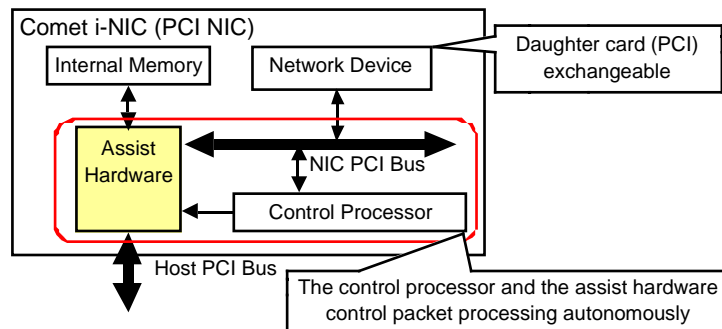 Comet i-NIC (PCI NIC)
Internal Memory
Network Device
Daughter card (PCI)
exchangeable
Assist
Hardware
NIC PCI Bus
Control Processor
Host PCI Bus
The control processor and the assist hardware
control packet processing autonomously